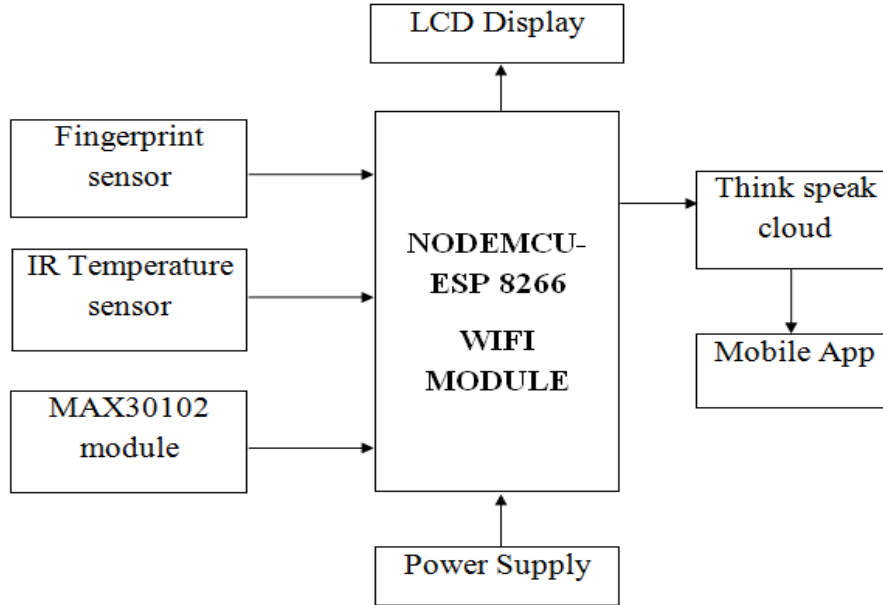 LCD Display
Fingerprint
sensor
IR Temperature
sensor
MAX30102
module
NODEMCU-
ESP 8266
WIFI
MODULE
Think speak
cloud
Mobile App
Power Supply